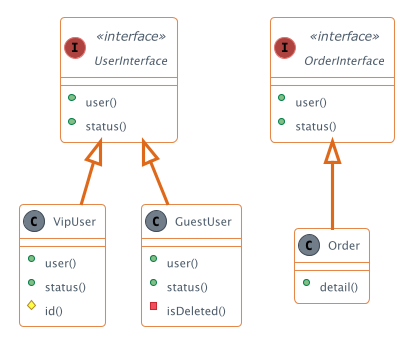 «interface»
I UserInterface
user()
status()
«interface»
I OrderInterface
user()
status()
C VipUser
user()
status()
id()
C GuestUser
user()
status()
isDeleted()
C Order
detail()